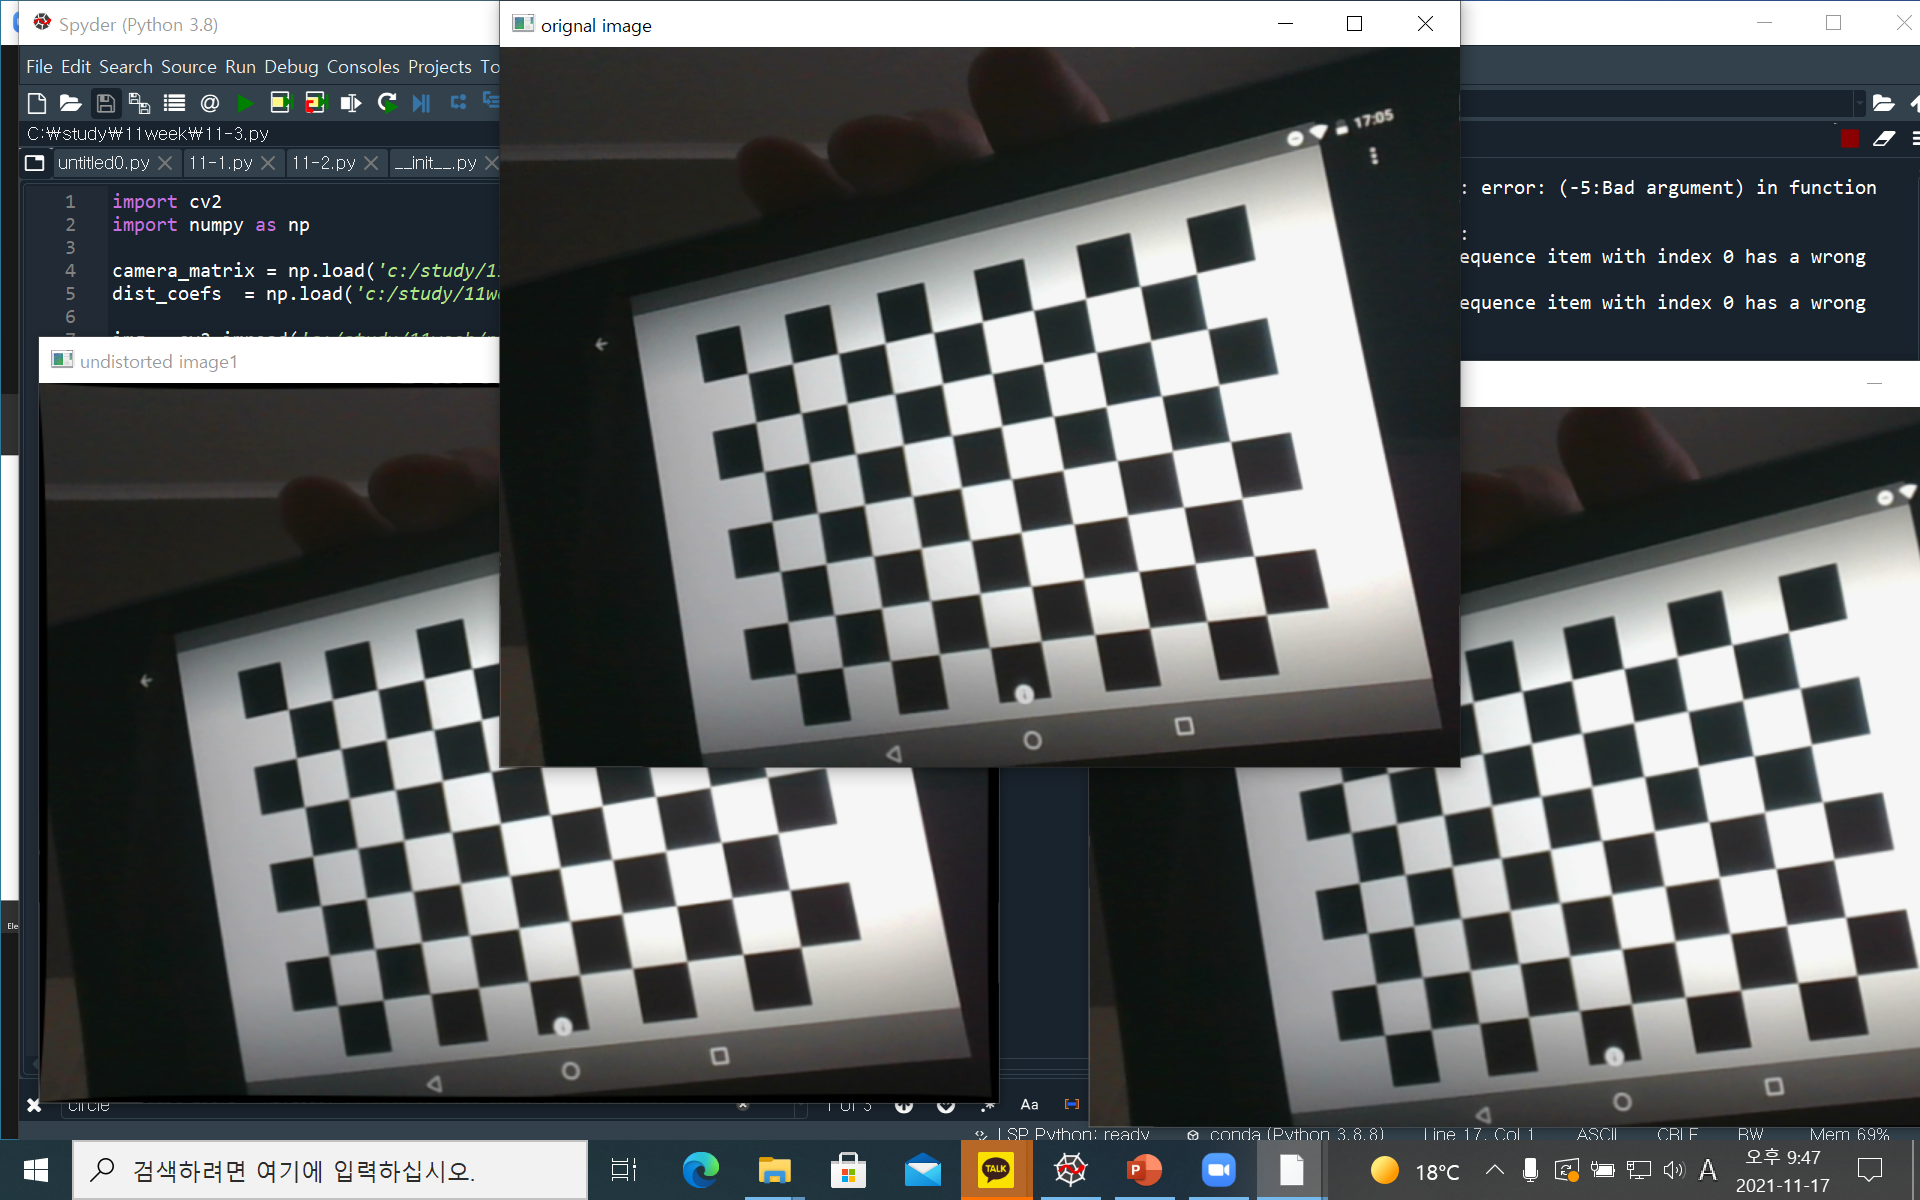 Spyder (Python 3.8)
orignal image
File Edit Search Source Run Debug Consoles Projects To
C:₩study₩11week₩11-3.py
untitled0.py 11-1.py 11-2.py __init__.py
17:05
1 import cv2
2 import numpy as np
3
4 camera_matrix = np.load('c:/study/1
5 dist_coefs = np.load('c:/study/11w
6
: error: (-5:Bad argument) in function
:
equence item with index 0 has a wrong
equence item with index 0 has a wrong
undistorted image1
Ele
circle
1 of 3
Aa
LSP Python: ready conda (Python 3.8.8) Line 17, Col 1 ASCII CRLF RW Mem 69%
검색하려면 여기에 입력하십시오.
TALK
P
18℃
A
오후 9:47
2021-11-17